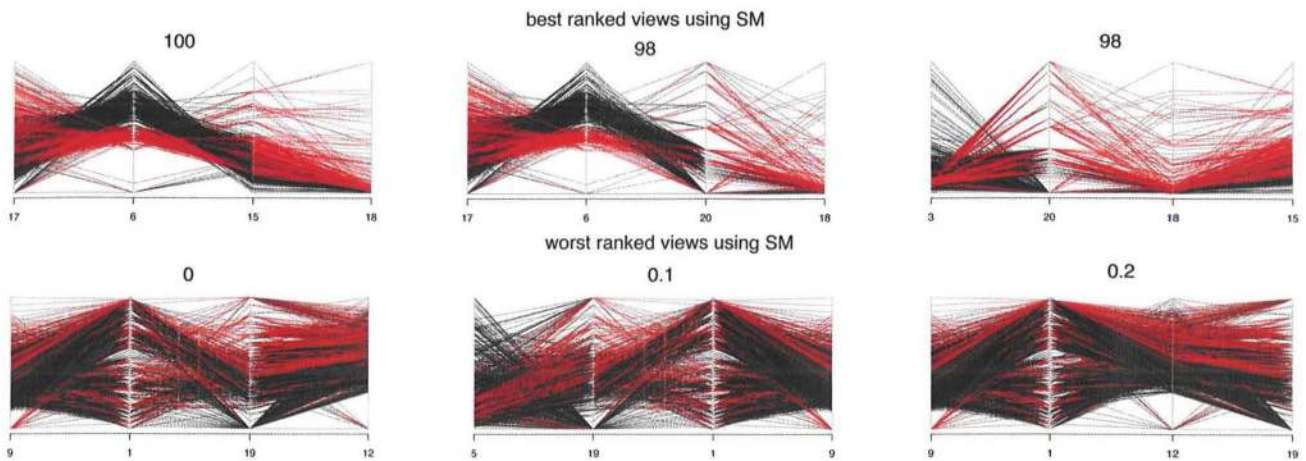 best ranked views using SM
100 98 98
17 6 15 18 17 6 20 18 3 20 18 15
worst ranked views using SM
0 0.1 0.2
9 1 19 12 5 19 1 9 9 1 12 19